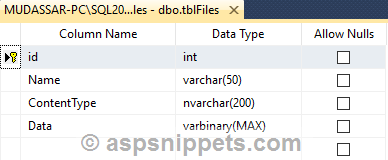 MUDASSAR-PC\SQL20...les - dbo.tblFiles
Column Name Data Type Allow Nulls
id int
Name varchar(50)
ContentType nvarchar(200)
Data varbinary(MAX)
© aspsnippets.com